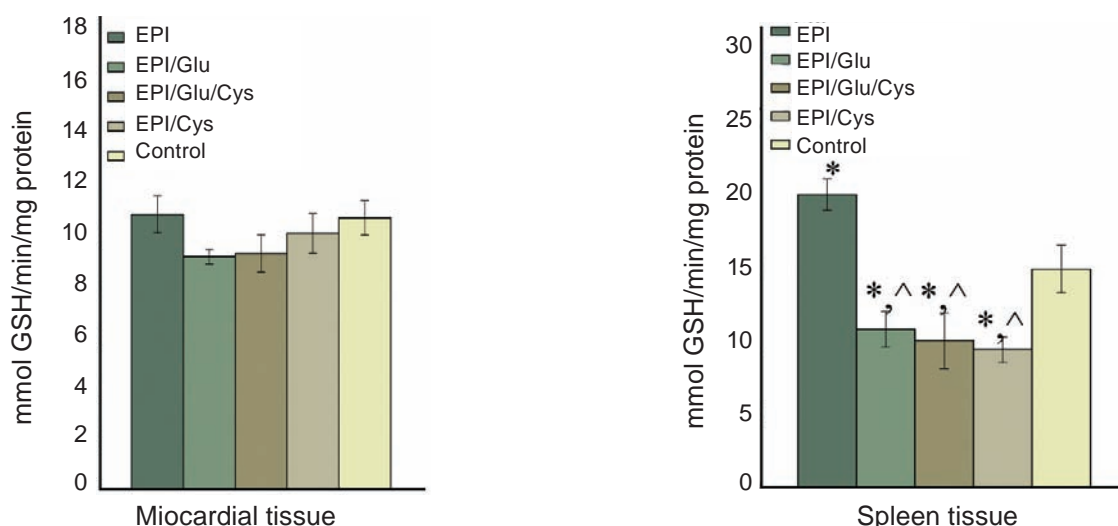 mmol GSH/min/mg protein
18
16
14
12
10
8
6
4
2
0
EPI
EPI/Glu
EPI/Glu/Cys
EPI/Cys
Control
Miocardial tissue
mmol GSH/min/mg protein
30
25
20
15
10
5
0
EPI
EPI/Glu
EPI/Glu/Cys
EPI/Cys
Control
*
*,^
*,^
*,^
Spleen tissue